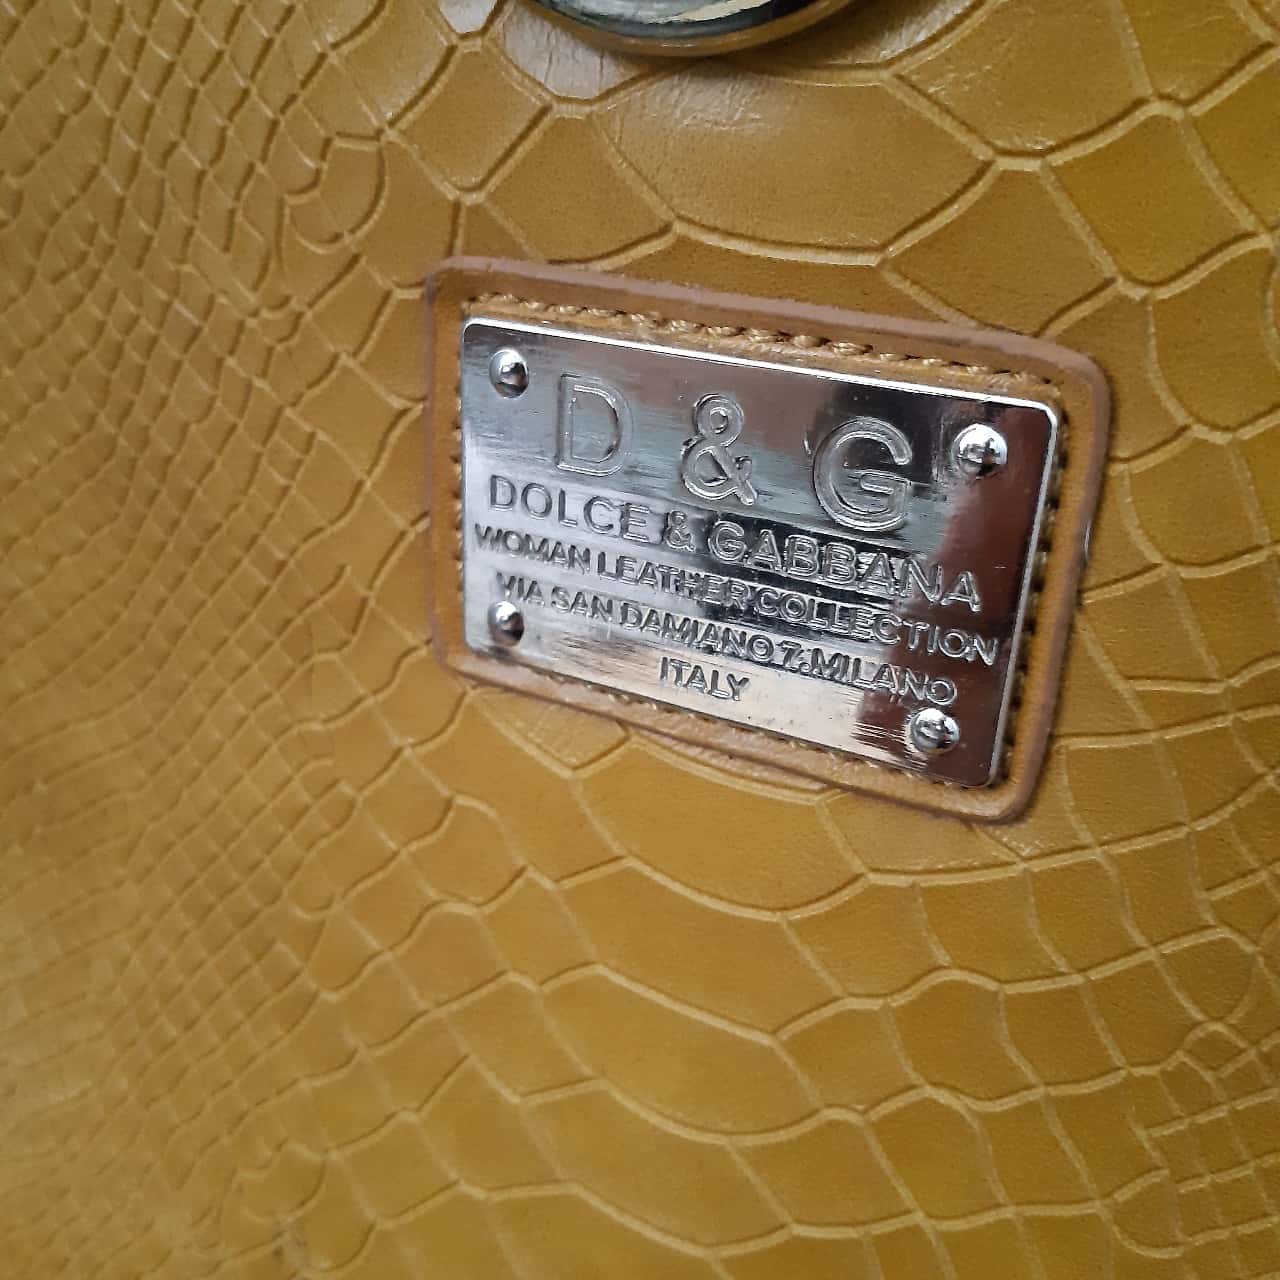 D & G
DOLCE & GABBANA
WOMAN LEATHER COLLECTION
VIA SAN DAMIANO 7.MILANO
ITALY